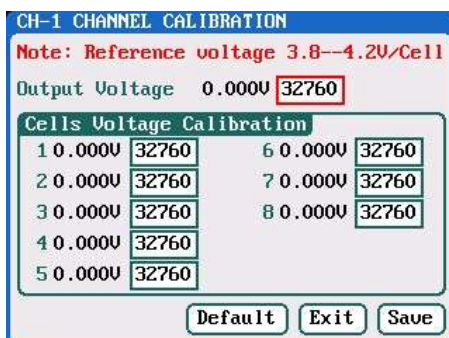 CH-1 CHANNEL CALIBRATION
Note: Reference voltage 3.8--4.2V/Cell
Output Voltage 0.000V 32760
Cells Voltage Calibration
1 0.000V 32760 6 0.000V 32760
2 0.000V 32760 7 0.000V 32760
3 0.000V 32760 8 0.000V 32760
4 0.000V 32760
5 0.000V 32760
Default Exit Save